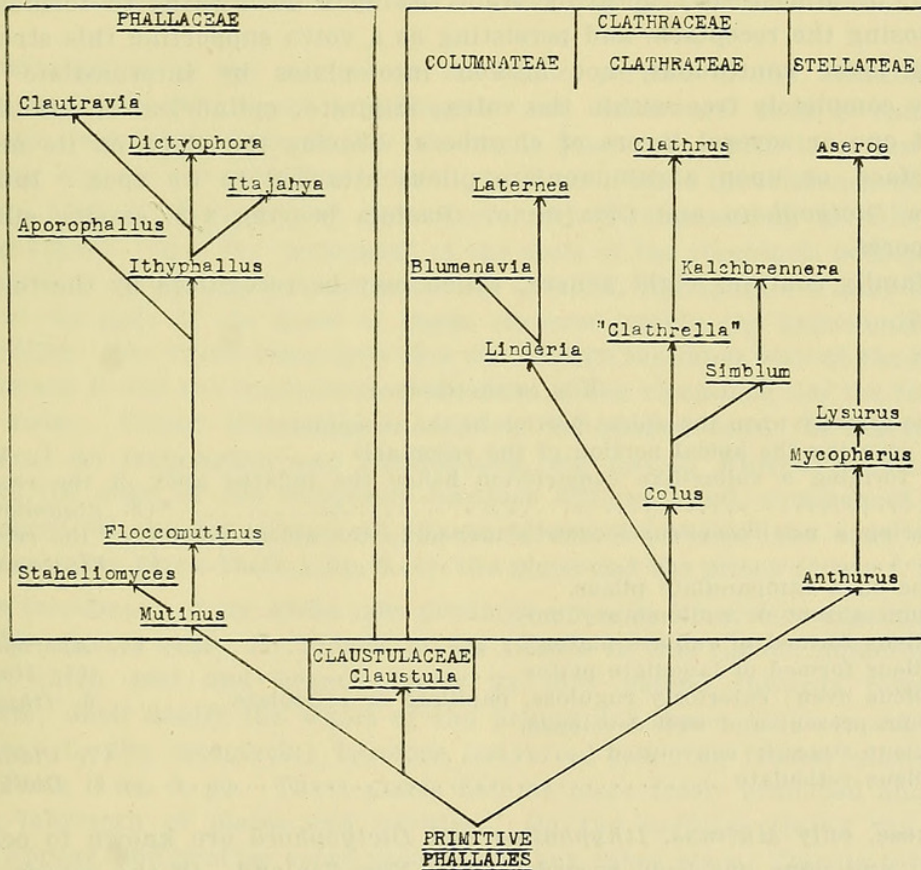 PHALLACEAE
CLATHRACEAE
COLUMNATEAE
CLATHRATEAE
STELLATEAE
Clautravia
Dictyophora
Itajahya
Aporophallus
Ithyphallus
Floccomutinus
Staheliomyces
Mutinus
Laternea
Blumenavia
Linderia
Clathrus
Kalchbrennera
"Clathrella"
Simblum
Colus
Aseroe
Lysurus
Mycopharus
Anthurus
CLAUSTULACEAE
Claustula
PRIMITIVE
PHALLALES